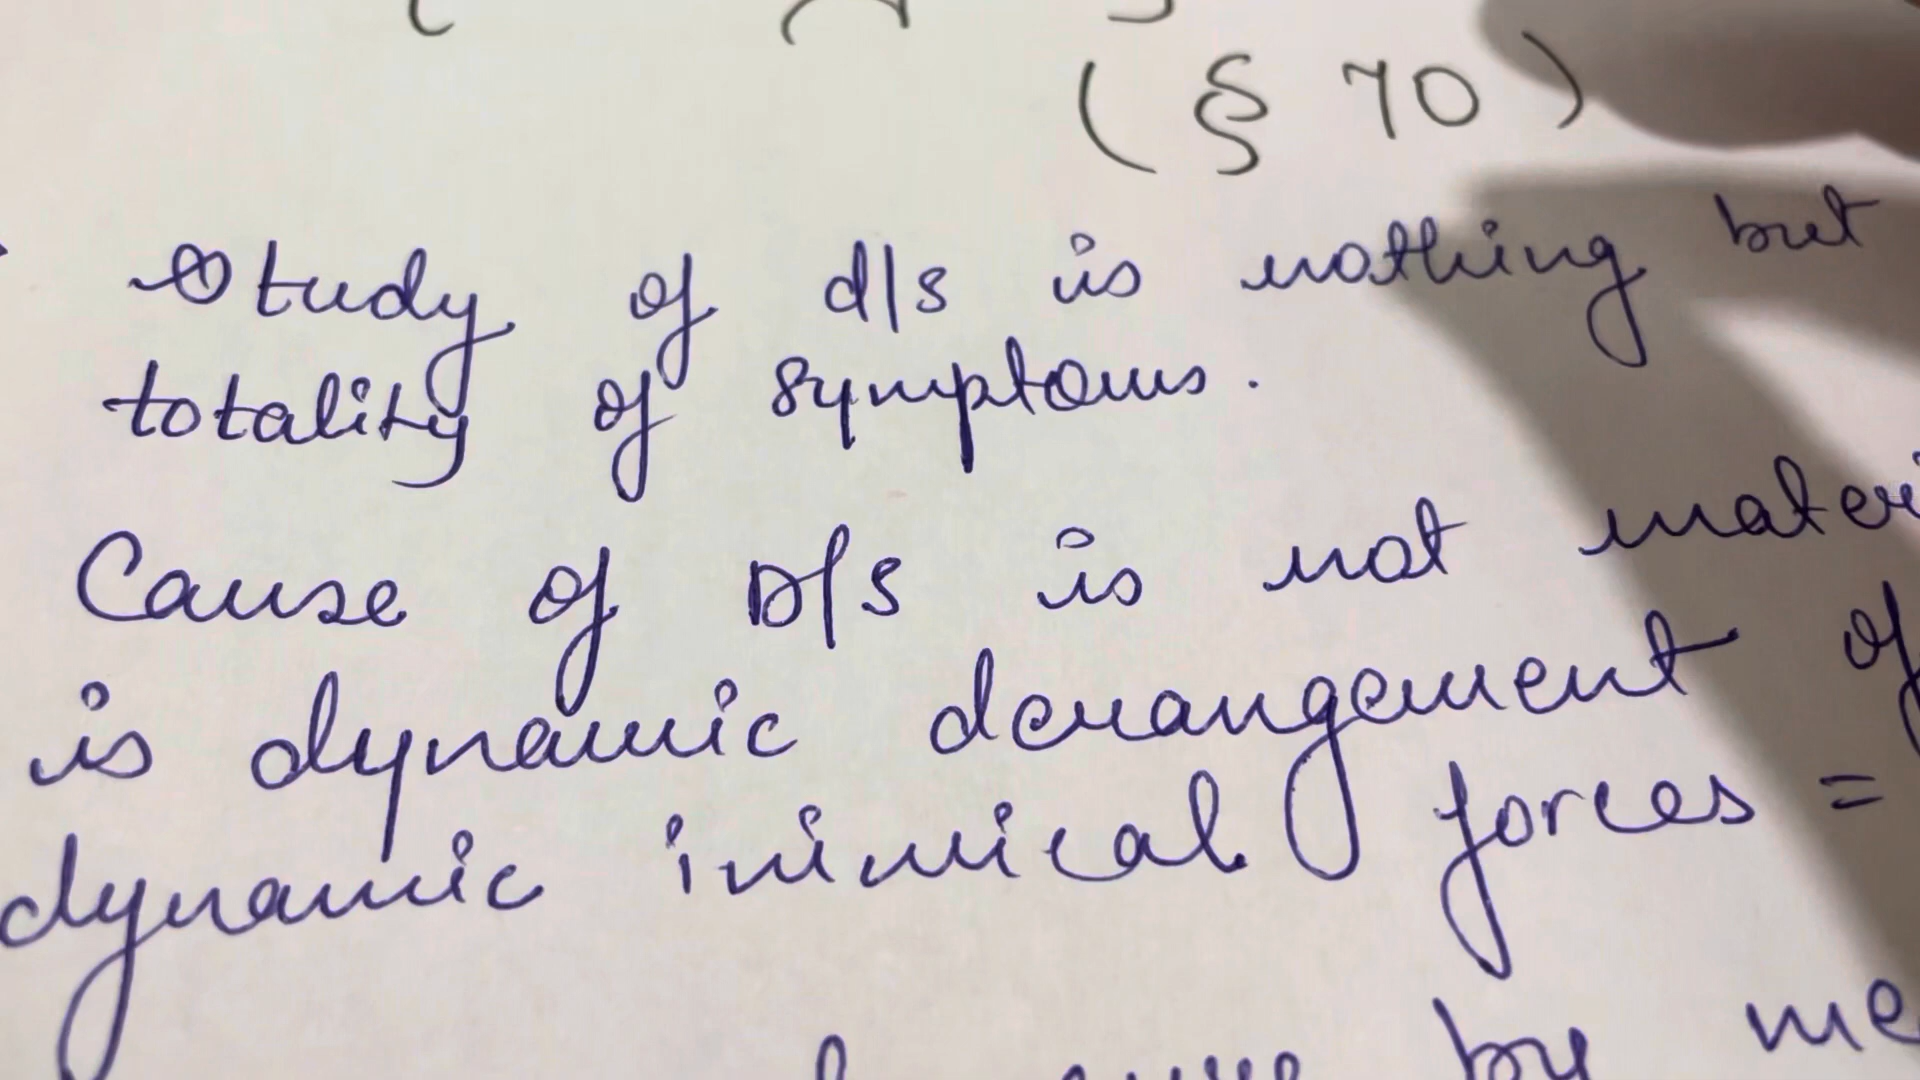 (§ 70)
Study of d/s is nothing but
totality of symptoms.
Cause of D/s is not
is dynamic derangement of
dynamic inimical forces =
by me